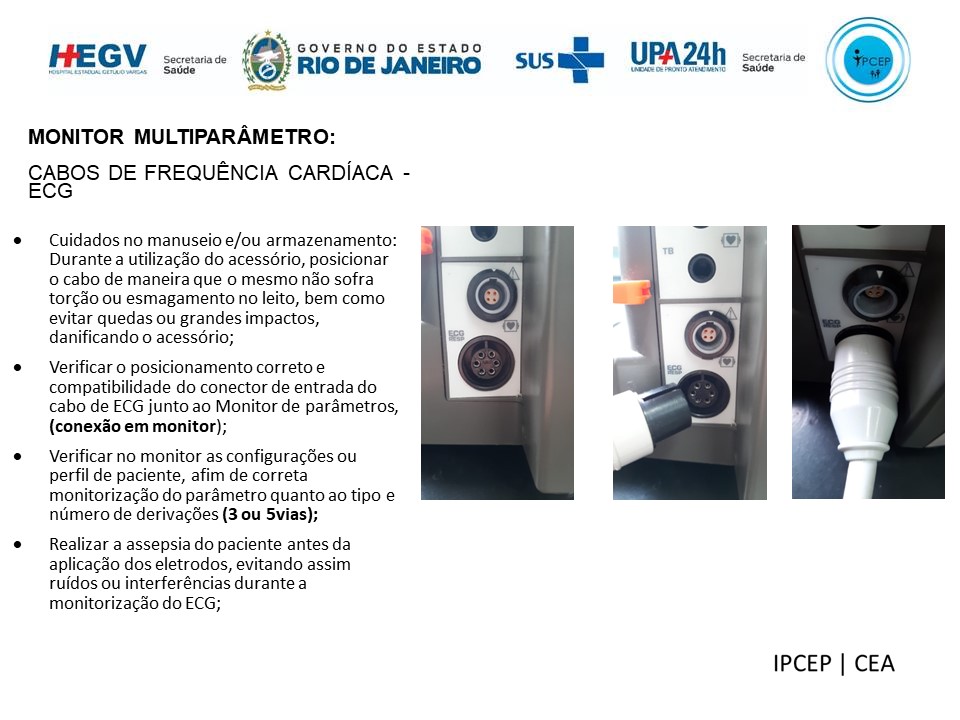 HEGV
HOSPITAL ESTADUAL GETÚLIO VARGAS
Secretaria de
Saúde
GOVERNO DO ESTADO
RIO DE JANEIRO
SUS
UPA24h
UNIDADE DE PRONTO ATENDIMENTO
Secretaria de
Saúde
IPCEP
MONITOR MULTIPARÂMETRO:
CABOS DE FREQUÊNCIA CARDÍACA -
ECG
• Cuidados no manuseio e/ou armazenamento:
Durante a utilização do acessório, posicionar
o cabo de maneira que o mesmo não sofra
torção ou esmagamento no leito, bem como
evitar quedas ou grandes impactos,
danificando o acessório;
• Verificar o posicionamento correto e
compatibilidade do conector de entrada do
cabo de ECG junto ao Monitor de parâmetros,
(conexão em monitor);
• Verificar no monitor as configurações ou
perfil de paciente, afim de correta
monitorização do parâmetro quanto ao tipo e
número de derivações (3 ou 5vias);
• Realizar a assepsia do paciente antes da
aplicação dos eletrodos, evitando assim
ruídos ou interferências durante a
monitorização do ECG;
ECG
RESP
TB
ECG
RESP
ECG
RESP
IPCEP | CEA